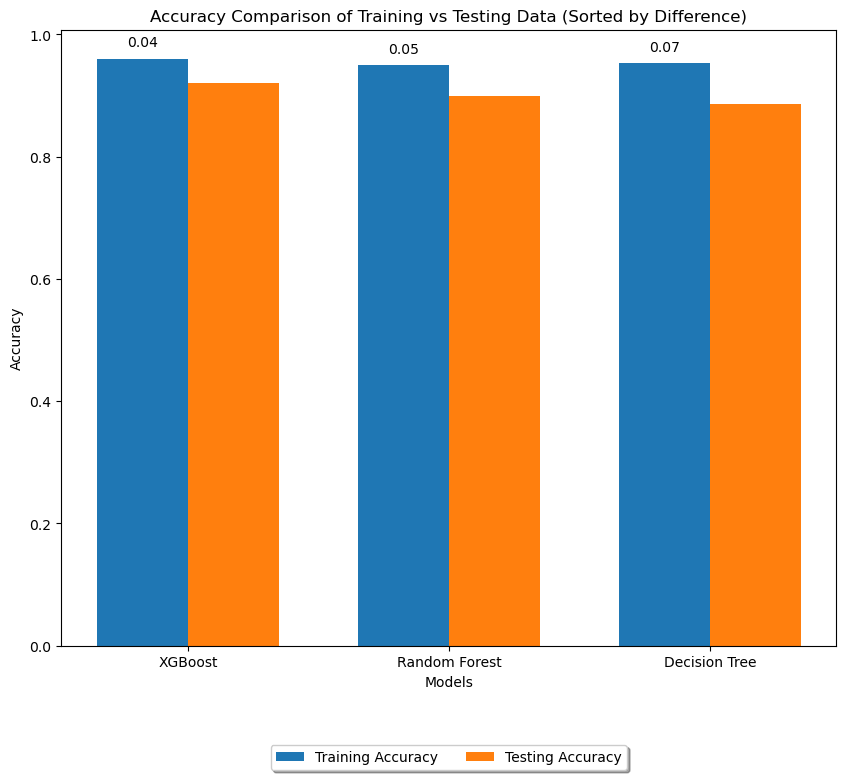 Accuracy Comparison of Training vs Testing Data (Sorted by Difference)
1.0
0.8
0.6
0.4
0.2
0.0
Accuracy
0.04
0.05
0.07
XGBoost
Random Forest
Decision Tree
Models
Training Accuracy
Testing Accuracy